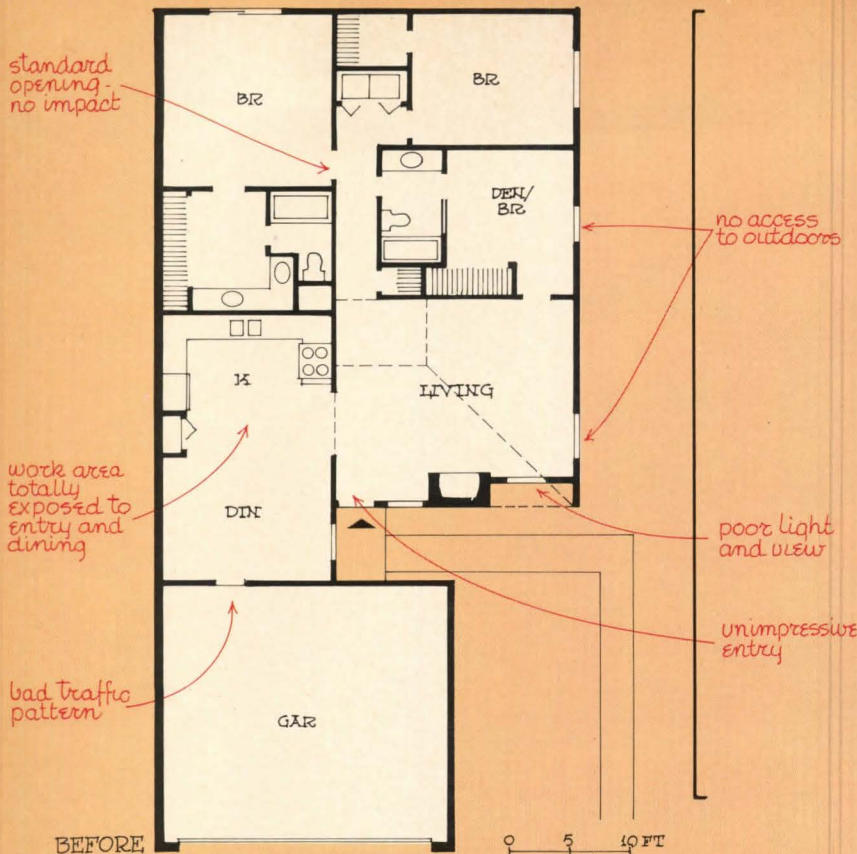 standard
opening -
no impact
BR
BR
DEN/
BR
no access
to outdoors
K
LIVING
work area
totally
exposed to
entry and
dining
DIN
poor light
and view
unimpressive
entry
bad traffic
pattern
GAR
BEFORE
0 5 10 FT